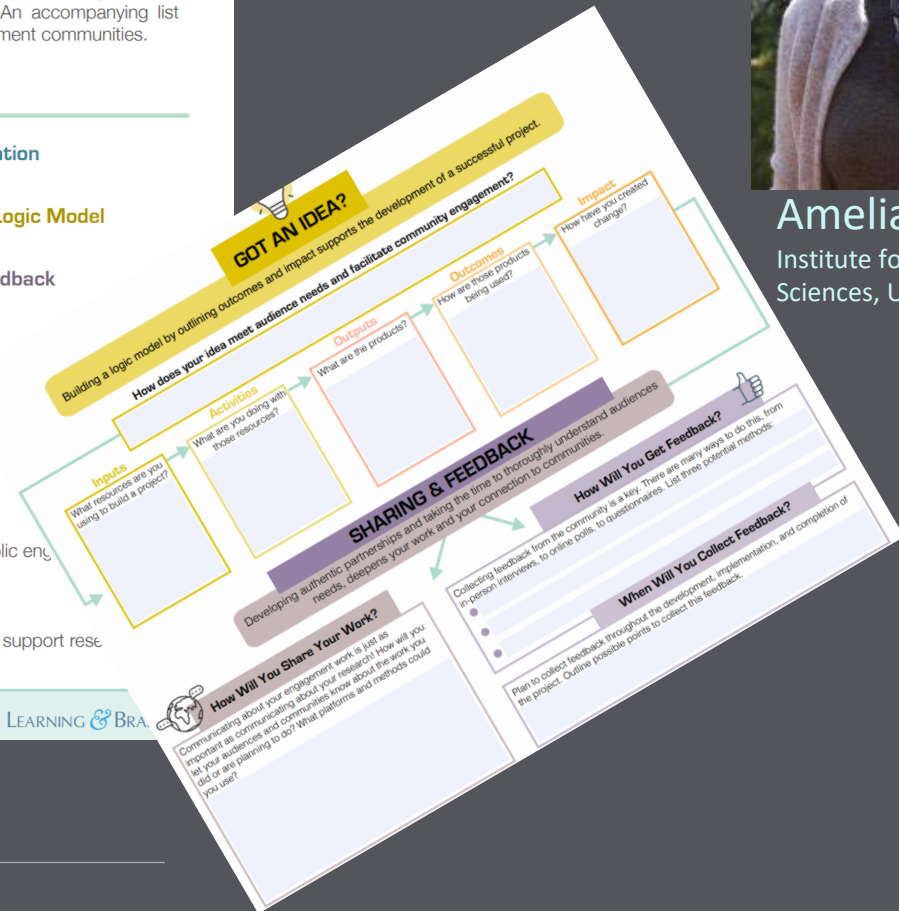 An accompanying list
ment communities.
Logic Model
dback
support rese
LEARNING & BRA
GOT AN IDEA?
Building a logic model by outlining outcomes and impact supports the development of a successful project.
How does your idea meet audience needs and facilitate community engagement?
Inputs
What resources are you
using to build a project?
Activities
What are you doing with
those resources?
Outputs
What are the products?
Outcomes
How are those products
being used?
Impact
How have you created
change?
SHARING & FEEDBACK
Developing authentic partnerships and taking the time to thoroughly understand audiences
needs, deepens your work and your connection to communities.
How Will You Share Your Work?
Communicating about your engagement work is just as
important as communicating about your research! How will you
let your audiences and communities know about the work you
did or are planning to do? What platforms and methods could
you use?
How Will You Get Feedback?
Collecting feedback from the community is a key. There are many ways to do this, from
in-person interviews, to online polls, to questionnaires. List three potential methods:
When Will You Collect Feedback?
Plan to collect feedback throughout the development, implementation, and completion of
the project. Outline possible points to collect this feedback.
Amelia
Institute fo
Sciences, U